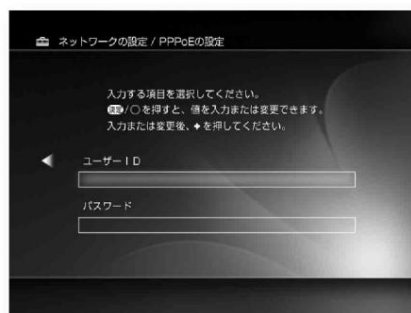 ネットワークの設定 / PPPoEの設定
入力する項目を選択してください。
決定/○を押すと、値を入力または変更できます。
入力または変更後、→を押してください。
ユーザーID
パスワード